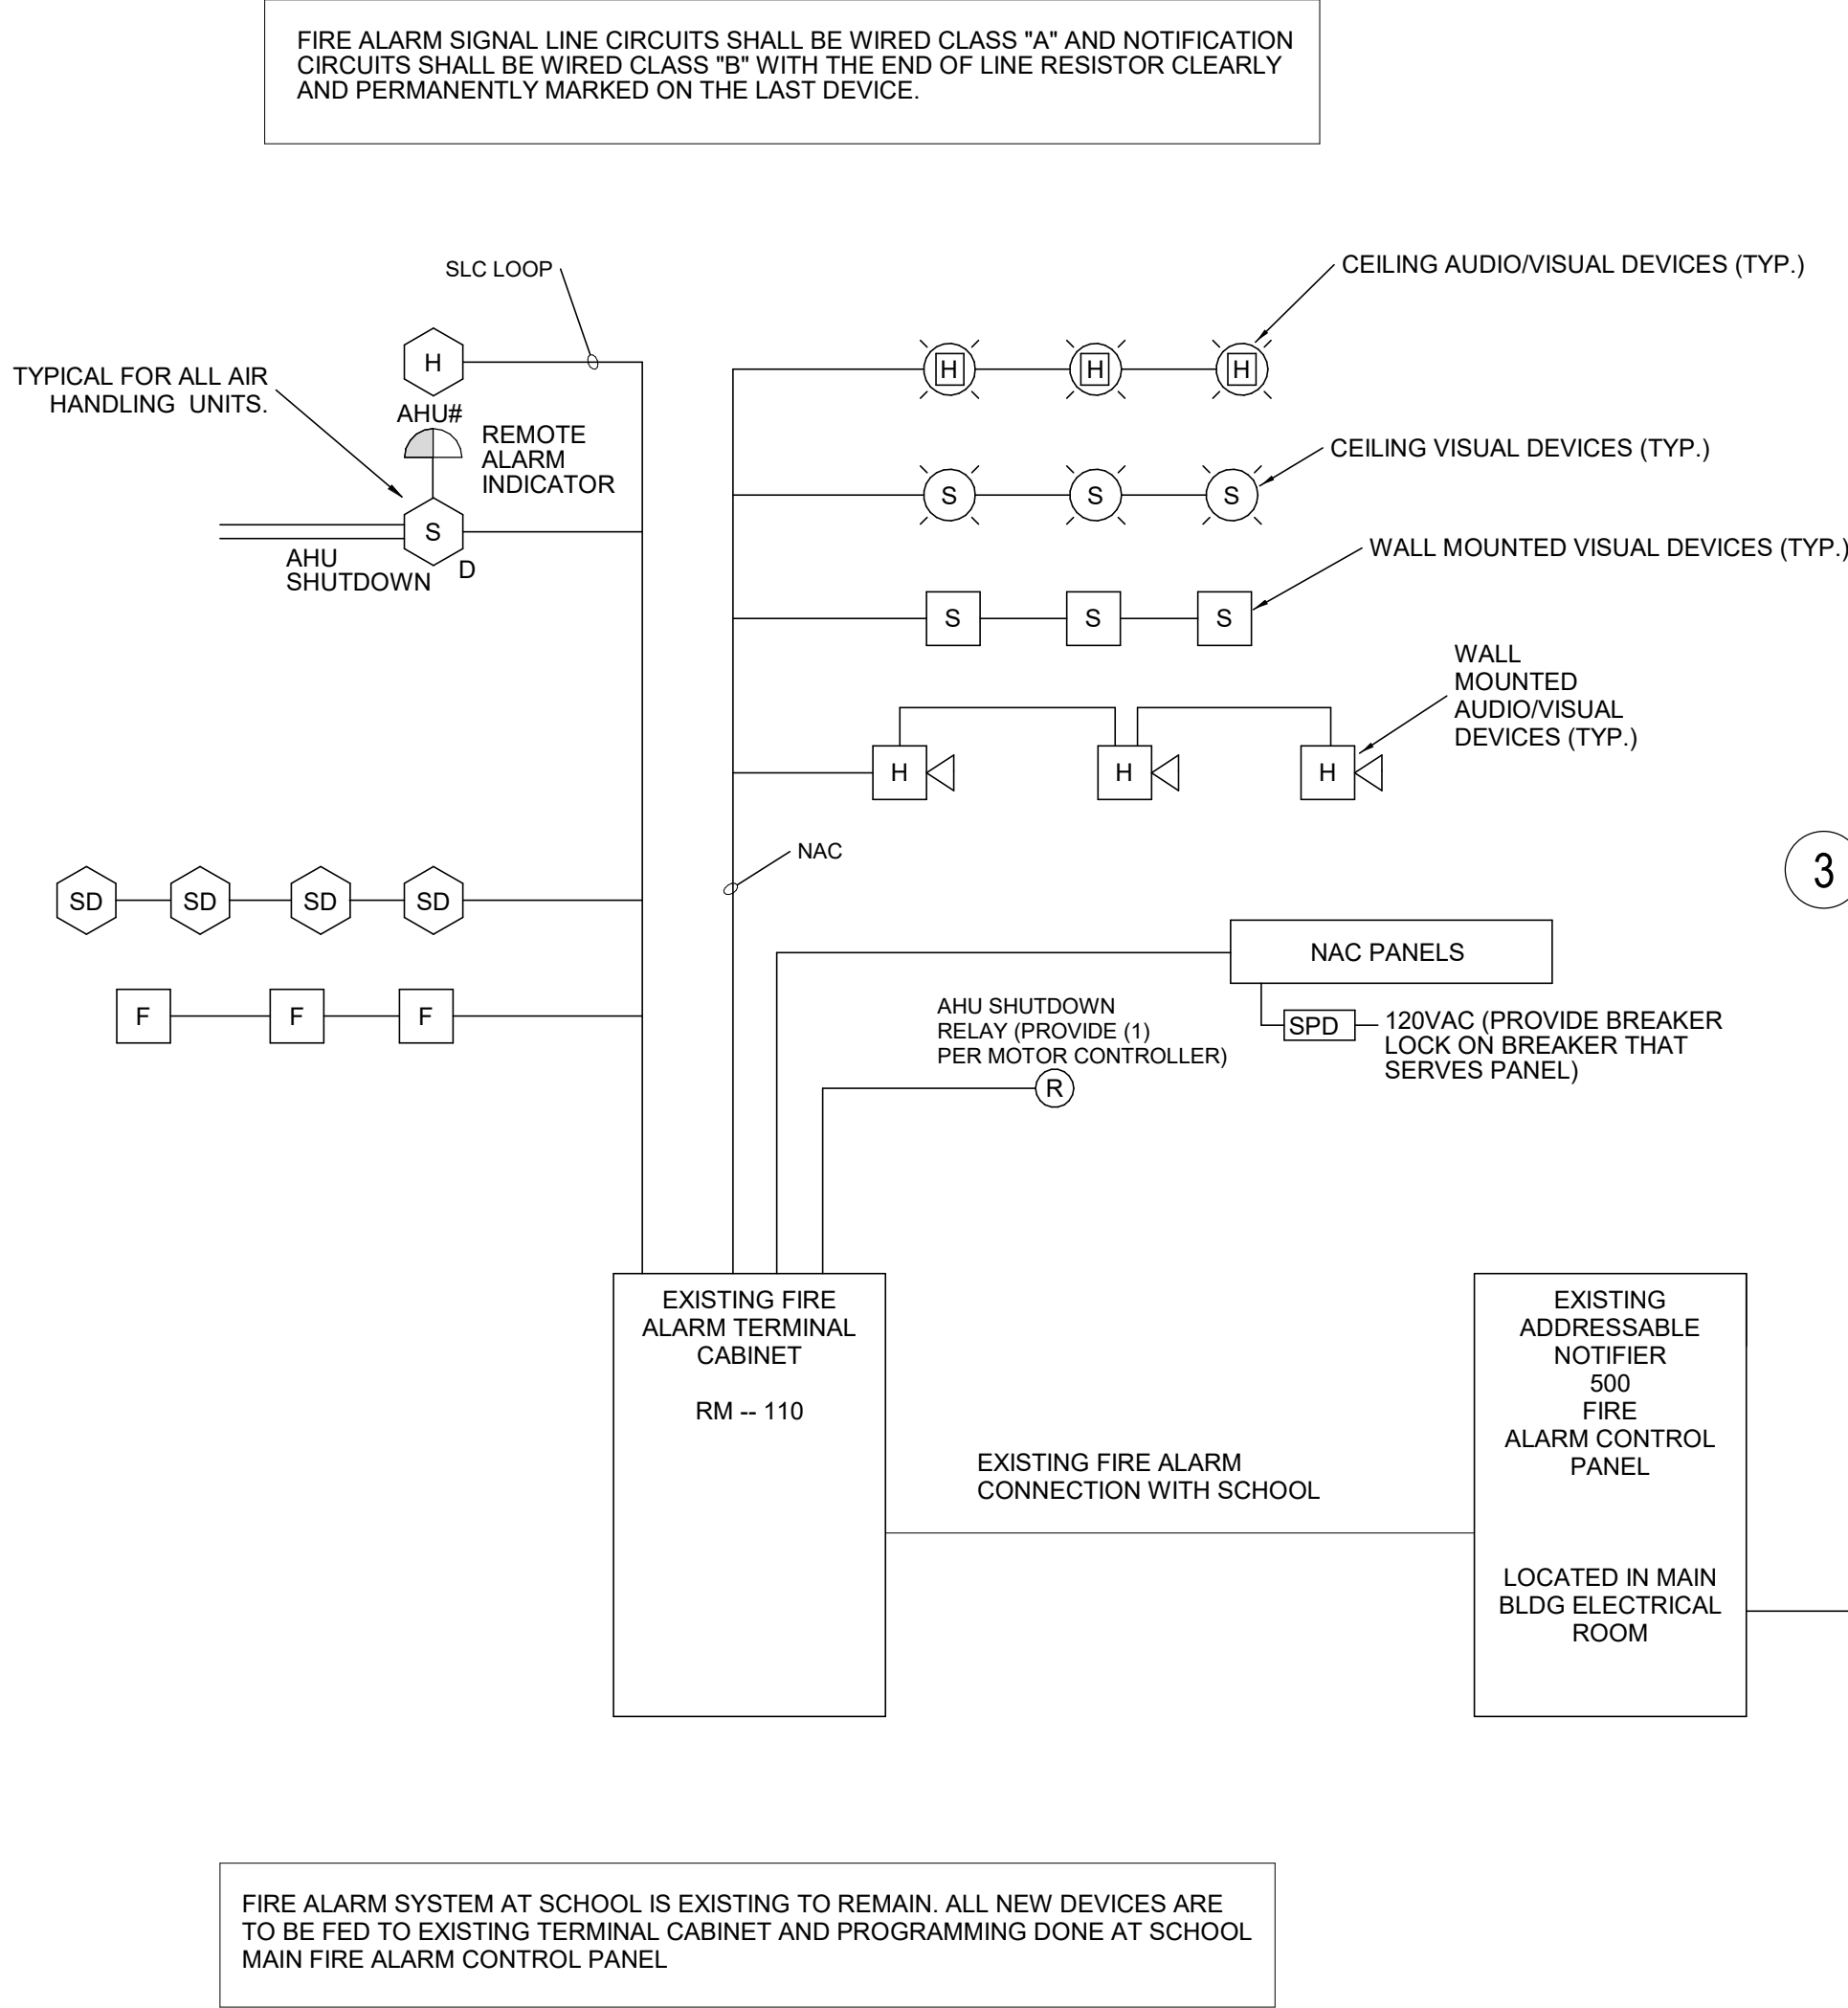 FIRE ALARM SIGNAL LINE CIRCUITS SHALL BE WIRED CLASS "A" AND NOTIFICATION
CIRCUITS SHALL BE WIRED CLASS "B" WITH THE END OF LINE RESISTOR CLEARLY
AND PERMANENTLY MARKED ON THE LAST DEVICE.
SLC LOOP
CEILING AUDIO/VISUAL DEVICES (TYP.)
H
TYPICAL FOR ALL AIR
HANDLING UNITS.
H H H
AHU#
REMOTE
ALARM
INDICATOR
CEILING VISUAL DEVICES (TYP.)
S
S S S
AHU
SHUTDOWN
D
WALL MOUNTED VISUAL DEVICES (TYP.)
S S S
WALL
MOUNTED
AUDIO/VISUAL
DEVICES (TYP.)
H H H
NAC
3
SD SD SD SD
NAC PANELS
F F F
AHU SHUTDOWN
RELAY (PROVIDE (1)
PER MOTOR CONTROLLER)
R
SPD
120VAC (PROVIDE BREAKER
LOCK ON BREAKER THAT
SERVES PANEL)
EXISTING FIRE
ALARM TERMINAL
CABINET
RM -- 110
EXISTING FIRE ALARM
CONNECTION WITH SCHOOL
EXISTING
ADDRESSABLE
NOTIFIER
500
FIRE
ALARM CONTROL
PANEL
LOCATED IN MAIN
BLDG ELECTRICAL
ROOM
FIRE ALARM SYSTEM AT SCHOOL IS EXISTING TO REMAIN. ALL NEW DEVICES ARE
TO BE FED TO EXISTING TERMINAL CABINET AND PROGRAMMING DONE AT SCHOOL
MAIN FIRE ALARM CONTROL PANEL